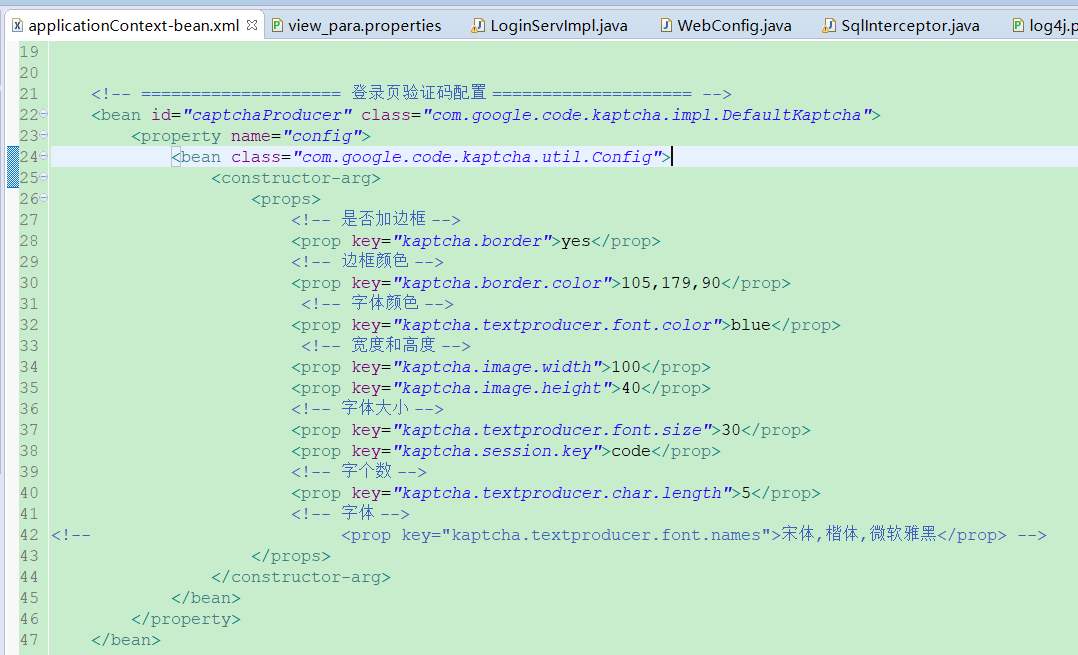 applicationContext-bean.xml view_para.properties LoginServImpl.java WebConfig.java SqlInterceptor.java log4j.p
19
20
21 <!-- ==================== 登录页验证码配置 ==================== -->
22 <bean id="captchaProducer" class="com.google.code.kaptcha.impl.DefaultKaptcha">
23 <property name="config">
24 <bean class="com.google.code.kaptcha.util.Config">
25 <constructor-arg>
26 <props>
27 <!-- 是否加边框 -->
28 <prop key="kaptcha.border">yes</prop>
29 <!-- 边框颜色 -->
30 <prop key="kaptcha.border.color">105,179,90</prop>
31 <!-- 字体颜色 -->
32 <prop key="kaptcha.textproducer.font.color">blue</prop>
33 <!-- 宽度和高度 -->
34 <prop key="kaptcha.image.width">100</prop>
35 <prop key="kaptcha.image.height">40</prop>
36 <!-- 字体大小 -->
37 <prop key="kaptcha.textproducer.font.size">30</prop>
38 <prop key="kaptcha.session.key">code</prop>
39 <!-- 字个数 -->
40 <prop key="kaptcha.textproducer.char.length">5</prop>
41 <!-- 字体 -->
42 <!-- <prop key="kaptcha.textproducer.font.names">宋体,楷体,微软雅黑</prop> -->
43 </props>
44 </constructor-arg>
45 </bean>
46 </property>
47 </bean>